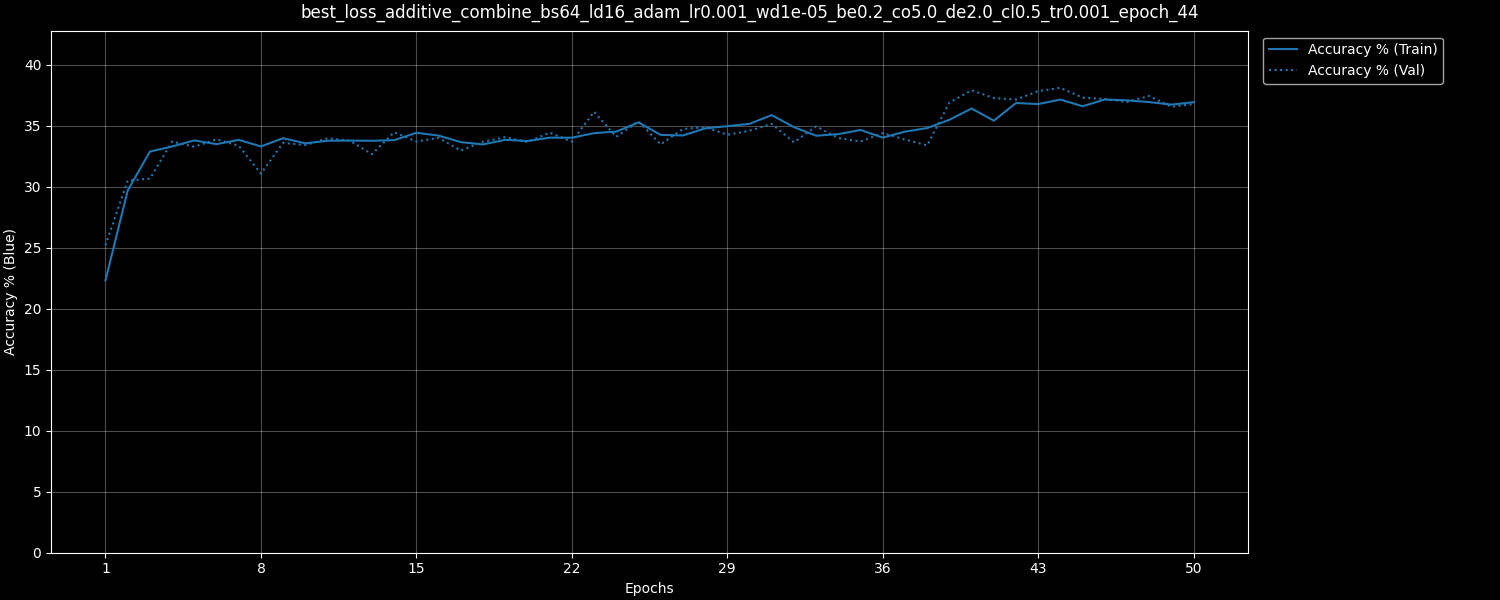 best_loss_additive_combine_bs64_ld16_adam_lr0.001_wd1e-05_be0.2_co5.0_de2.0_cl0.5_tr0.001_epoch_44
Accuracy % (Train)
Accuracy % (Val)
Accuracy % (Blue)
40
35
30
25
20
15
10
5
0
1 8 15 22 29 36 43 50
Epochs